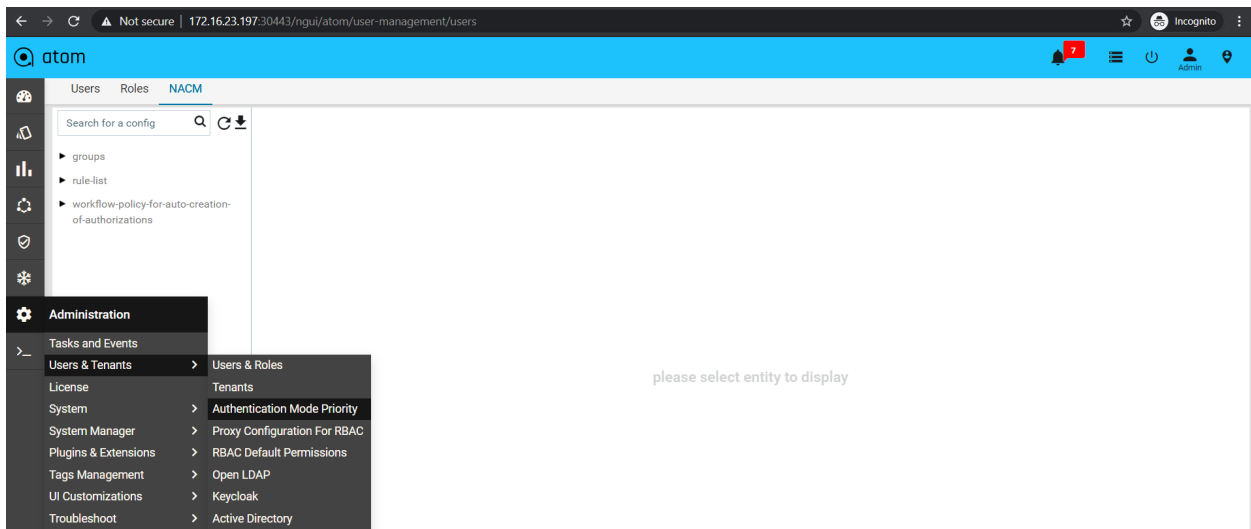 Not secure | 172.16.23.197:30443/ngui/atom/user-management/users
Incognito
atom
7
Admin
Users Roles NACM
Search for a config
groups
rule-list
workflow-policy-for-auto-creation-
of-authorizations
please select entity to display
Administration
Tasks and Events
Users & Tenants
License
System
System Manager
Plugins & Extensions
Tags Management
UI Customizations
Troubleshoot
Users & Roles
Tenants
Authentication Mode Priority
Proxy Configuration For RBAC
RBAC Default Permissions
Open LDAP
Keycloak
Active Directory